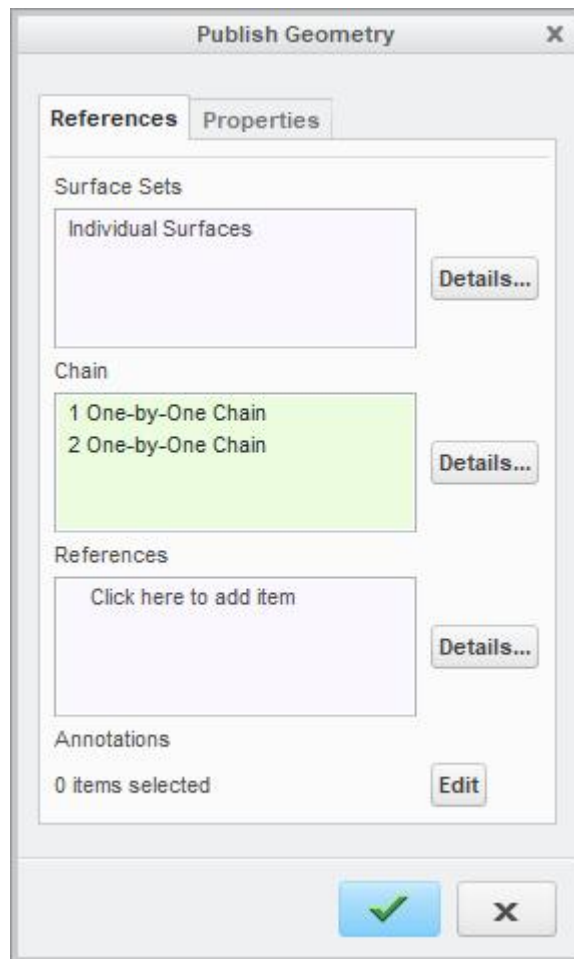 Publish Geometry
References Properties
Surface Sets
Individual Surfaces
Details...
Chain
1 One-by-One Chain
2 One-by-One Chain
Details...
References
Click here to add item
Details...
Annotations
0 items selected
Edit